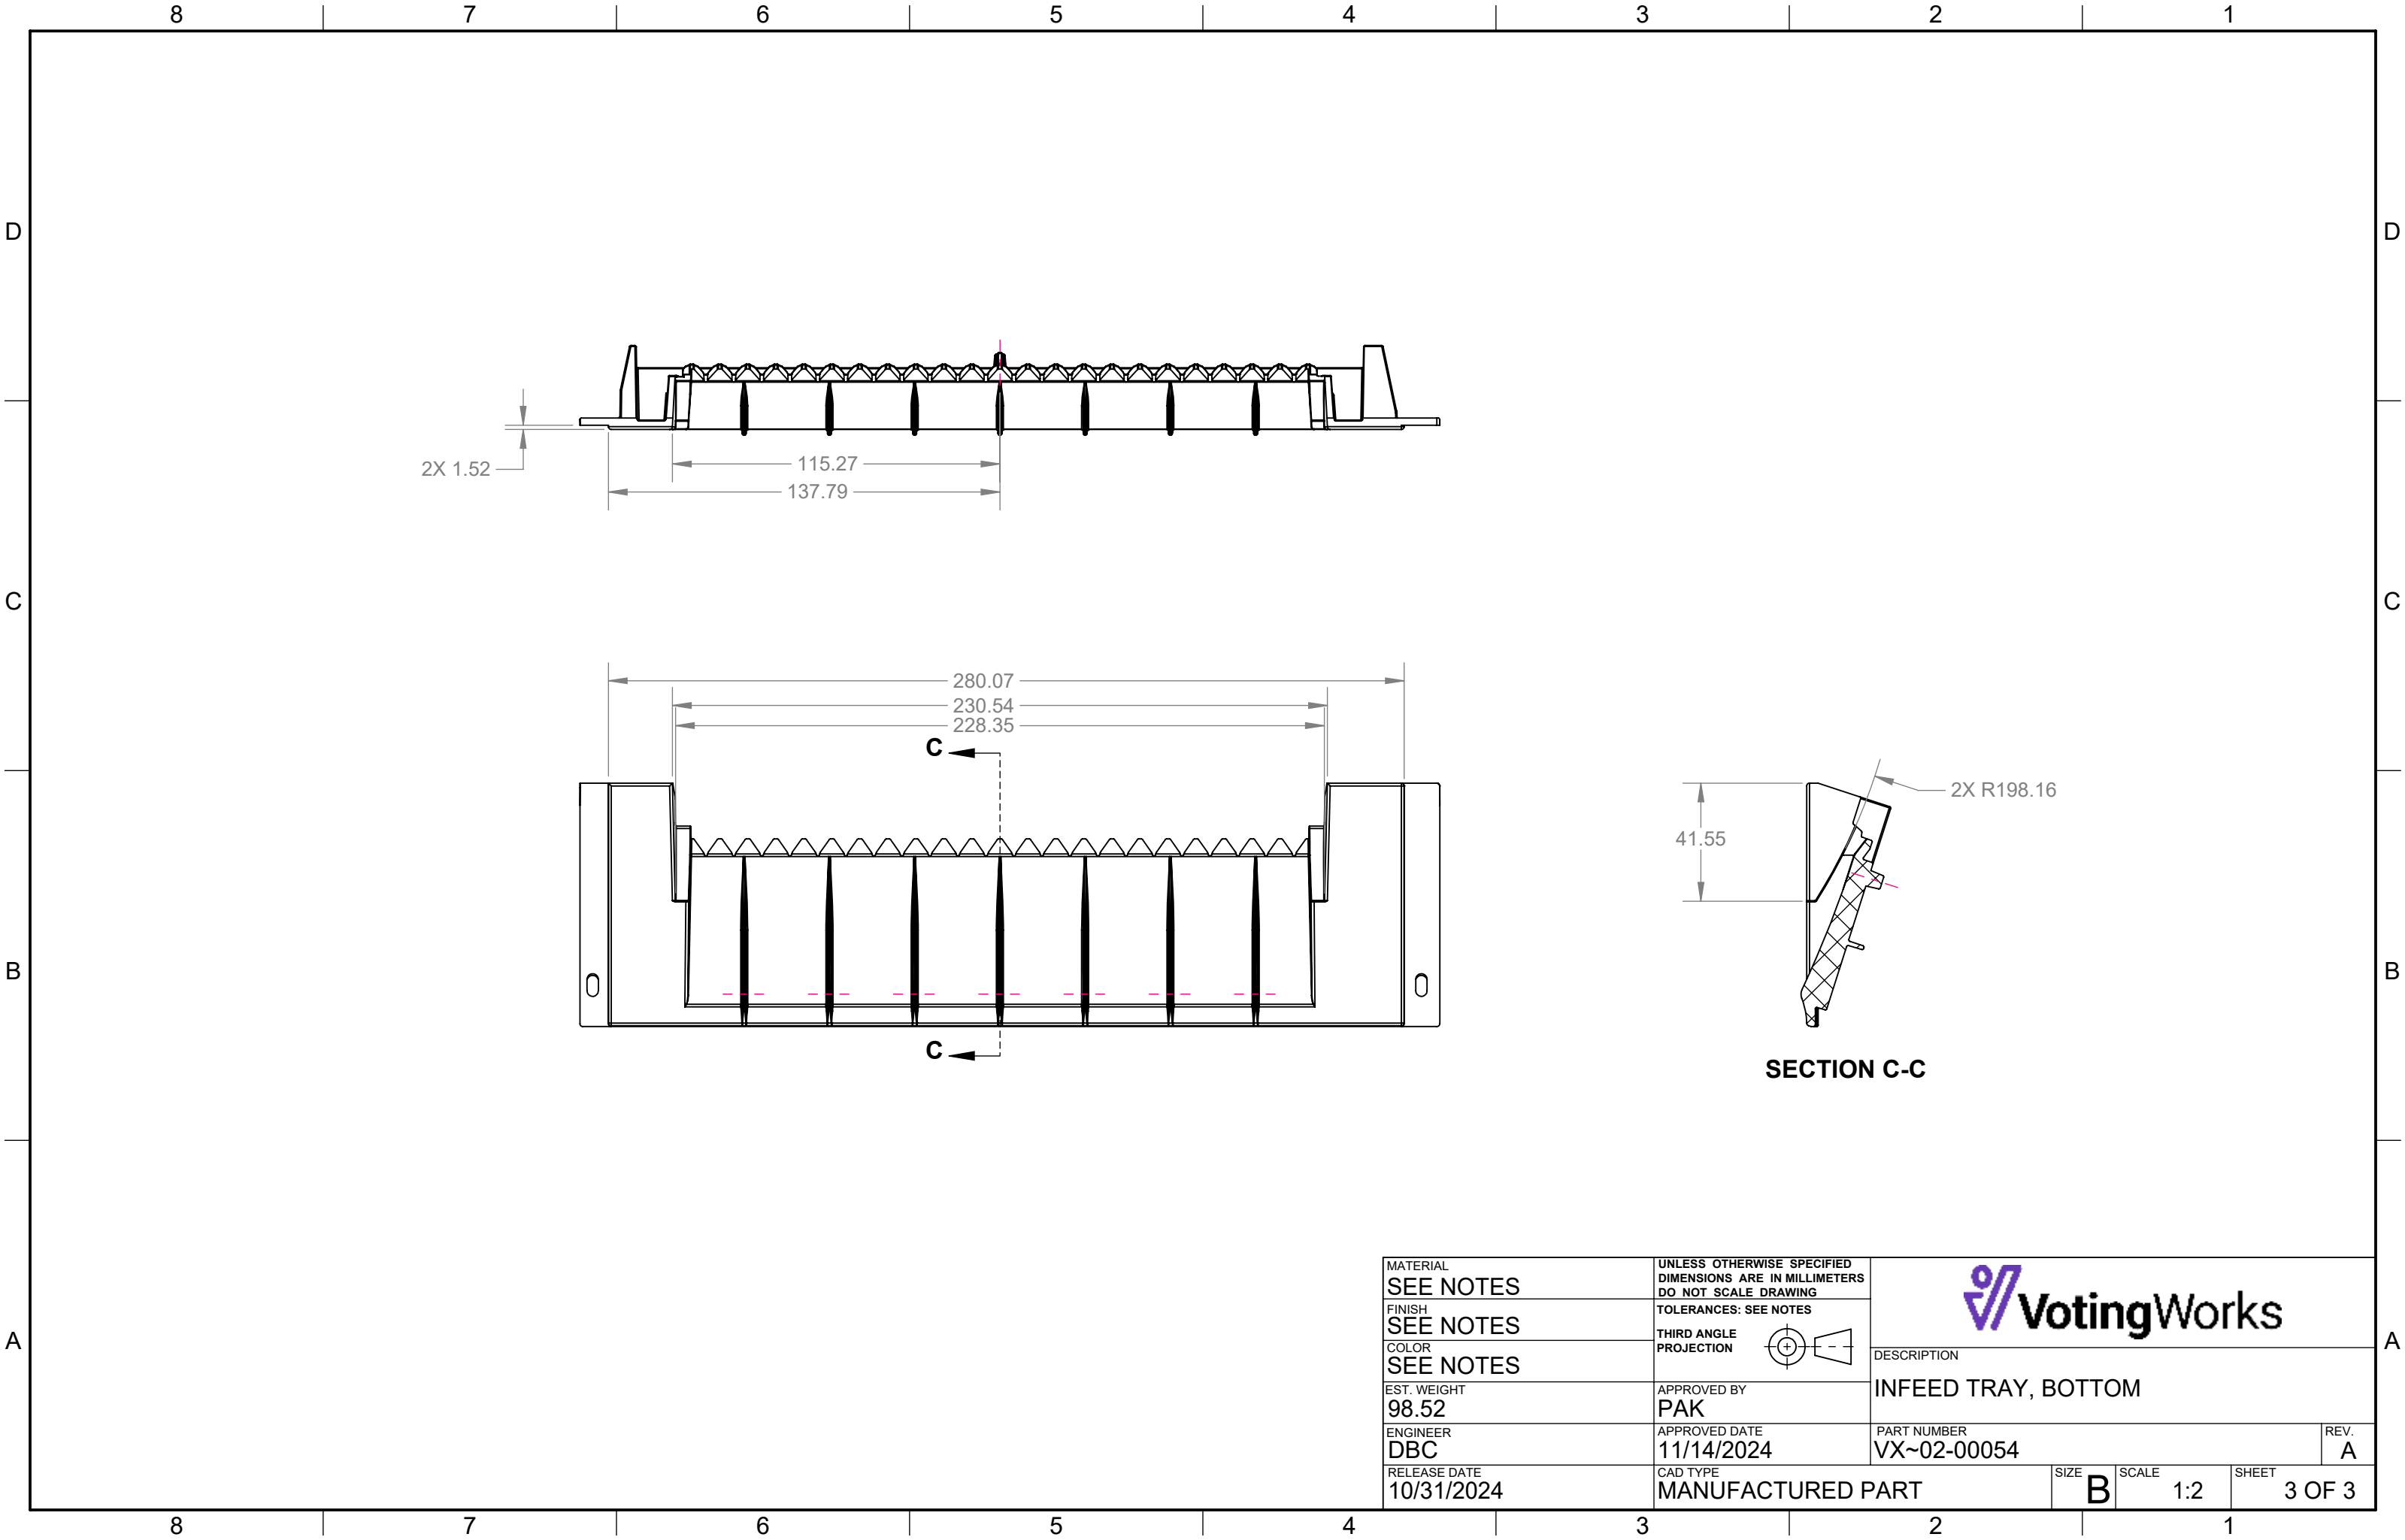 8 7 6 5 4 3 2 1
D D
2X 1.52
115.27
137.79
C C
280.07
230.54
228.35
C
2X R198.16
41.55
B B
C
SECTION C-C
A A
MATERIAL
SEE NOTES
FINISH
SEE NOTES
COLOR
SEE NOTES
EST. WEIGHT
98.52
ENGINEER
DBC
RELEASE DATE
10/31/2024
UNLESS OTHERWISE SPECIFIED
DIMENSIONS ARE IN MILLIMETERS
DO NOT SCALE DRAWING
TOLERANCES: SEE NOTES
THIRD ANGLE
PROJECTION
APPROVED BY
PAK
APPROVED DATE
11/14/2024
CAD TYPE
MANUFACTURED PART
VotingWorks
DESCRIPTION
INFEED TRAY, BOTTOM
PART NUMBER
VX~02-00054
REV.
A
SIZE B
SCALE 1:2
SHEET 3 OF 3
8 7 6 5 4 3 2 1